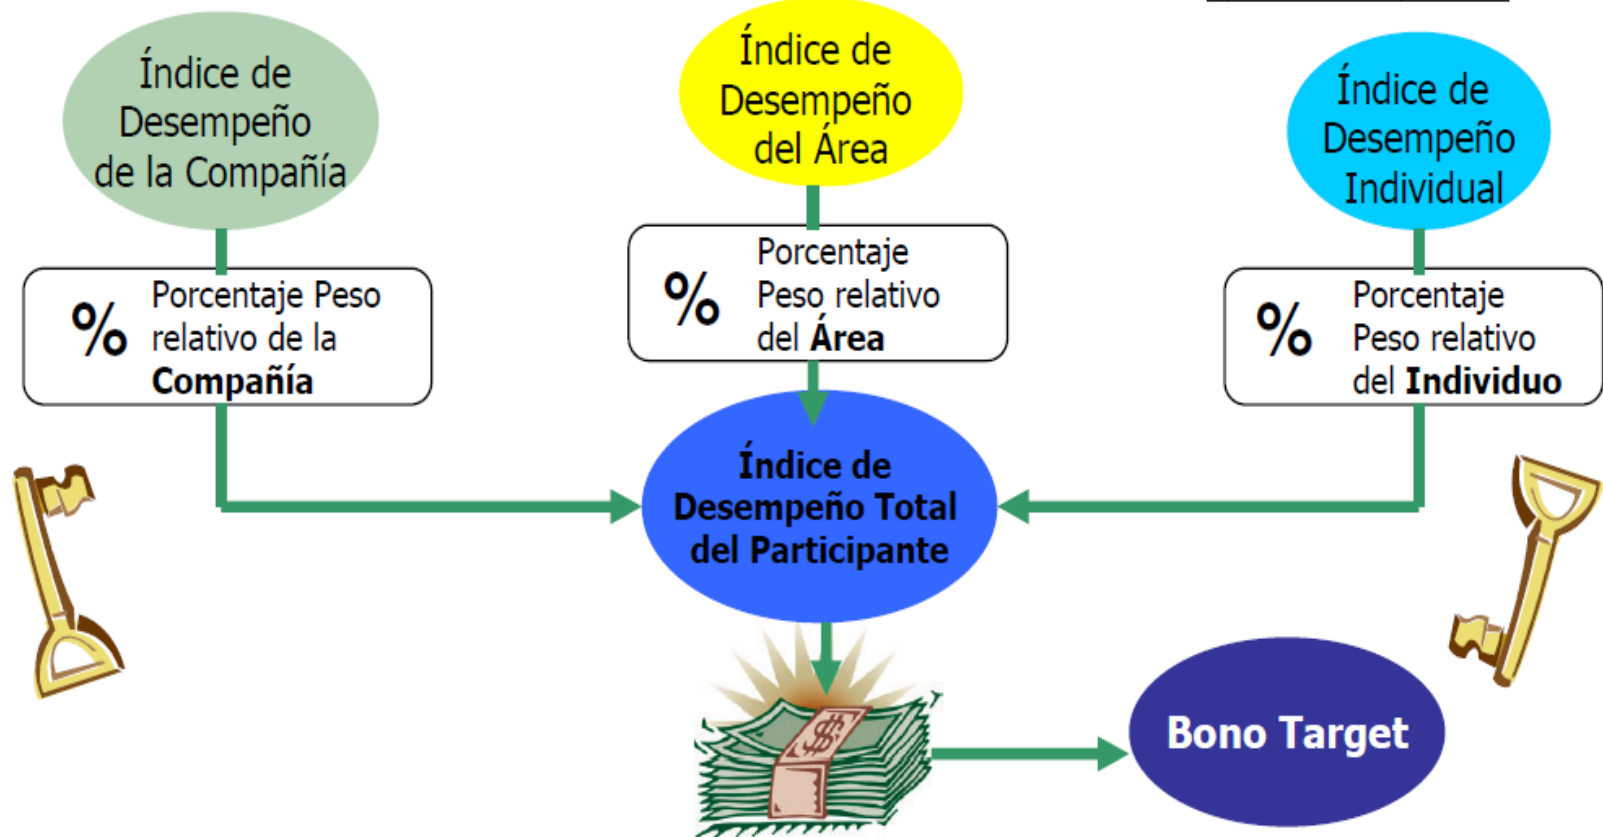 Índice de
Desempeño
de la Compañía
Índice de
Desempeño
del Área
Índice de
Desempeño
Individual
%
Porcentaje Peso
relativo de la
Compañía
%
Porcentaje
Peso relativo
del Área
%
Porcentaje
Peso relativo
del Individuo
Índice de
Desempeño Total
del Participante
$
Bono Target